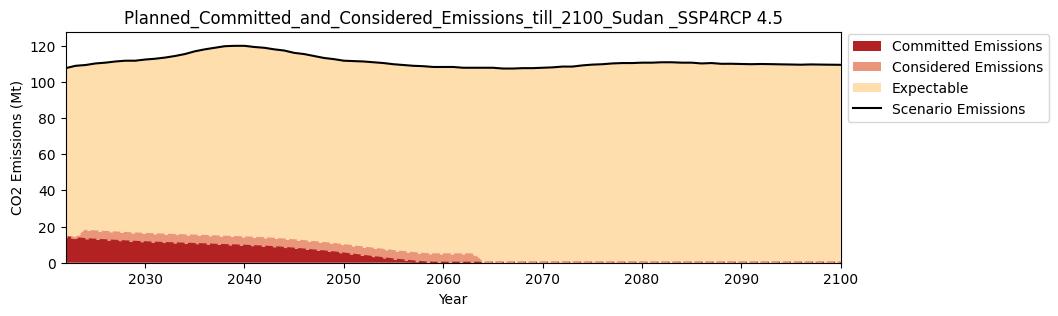 Planned_Committed_and_Considered_Emissions_till_2100_Sudan _SSP4RCP 4.5
120
100
80
60
40
20
0
CO2 Emissions (Mt)
2030
2040
2050
2060
2070
2080
2090
2100
Year
Committed Emissions
Considered Emissions
Expectable
Scenario Emissions